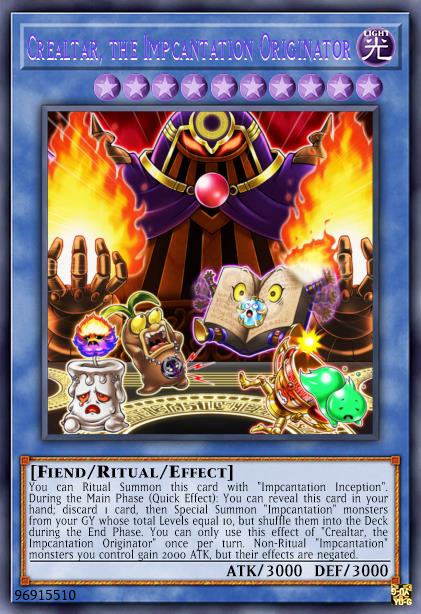 Crealtar, the Impcantation Originator
LIGHT
光
[Fiend/Ritual/Effect]
You can Ritual Summon this card with "Impcantation Inception".
During the Main Phase (Quick Effect): You can reveal this card in your
hand; discard 1 card, then Special Summon "Impcantation" monsters
from your GY whose total Levels equal 10, but shuffle them into the Deck
during the End Phase. You can only use this effect of "Crealtar, the
Impcantation Originator" once per turn. Non-Ritual "Impcantation"
monsters you control gain 2000 ATK, but their effects are negated.
ATK/3000 DEF/3000
96915510